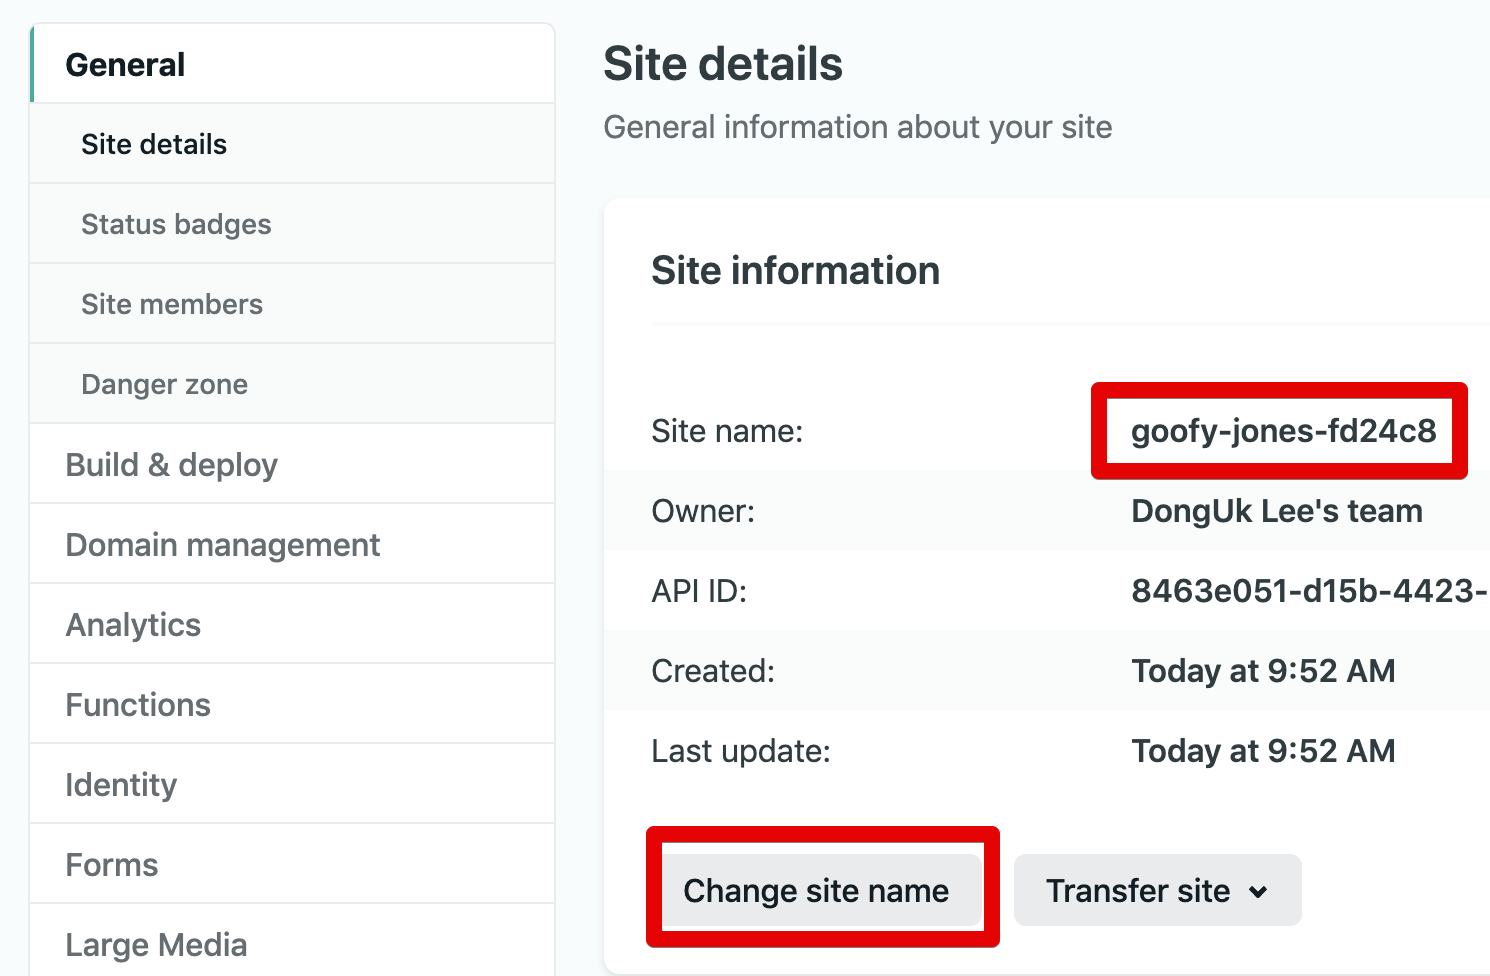 General
Site details
Status badges
Site members
Danger zone
Build & deploy
Domain management
Analytics
Functions
Identity
Forms
Large Media
Site details
General information about your site
Site information
Site name: goofy-jones-fd24c8
Owner: DongUk Lee's team
API ID: 8463e051-d15b-4423-
Created: Today at 9:52 AM
Last update: Today at 9:52 AM
Change site name Transfer site